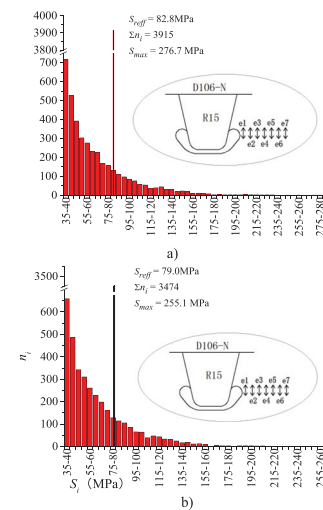 4000
3900
3800
700
600
500
400
300
200
100
0
S_reff = 82.8MPa
Σn_i = 3915
S_max = 276.7 MPa
D106-N
R15
e1 e3 e5 e7
e2 e4 e6
35-40
55-60
75-80
95-100
115-120
135-140
155-160
175-180
195-200
215-220
235-240
255-260
275-280
a)
3500
600
500
400
300
200
100
0
n_i
S_reff = 79.0MPa
Σn_i = 3474
S_max = 255.1 MPa
D106-N
R15
e1 e3 e5 e7
e2 e4 e6
35-40
55-60
75-80
95-100
115-120
135-140
155-160
175-180
195-200
215-220
235-240
255-260
S_i (MPa)
b)